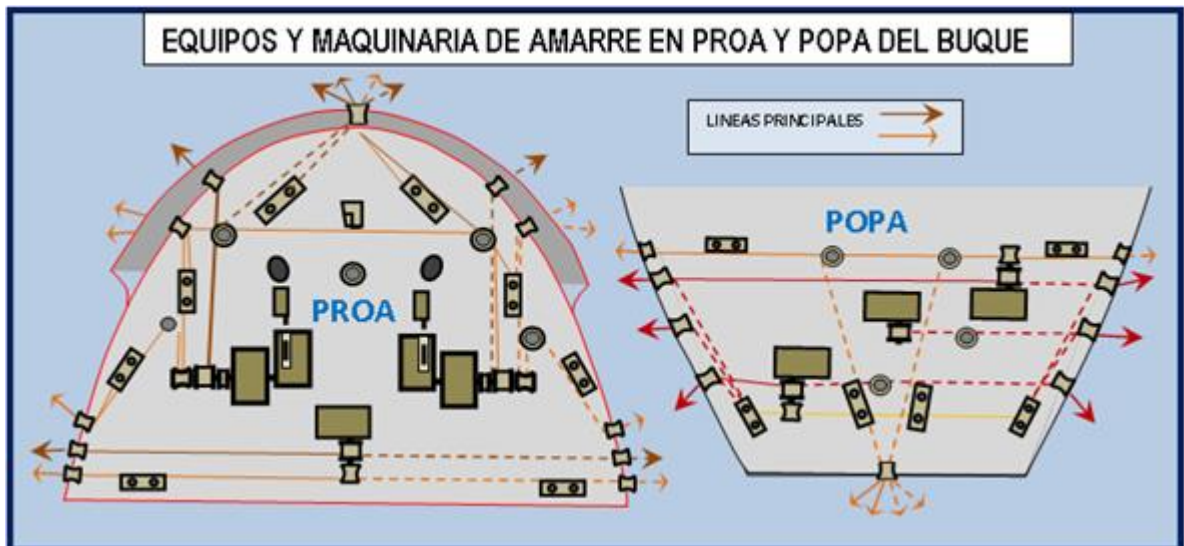 EQUIPOS Y MAQUINARIA DE AMARRE EN PROA Y POPA DEL BUQUE
LINEAS PRINCIPALES
POPA
PROA